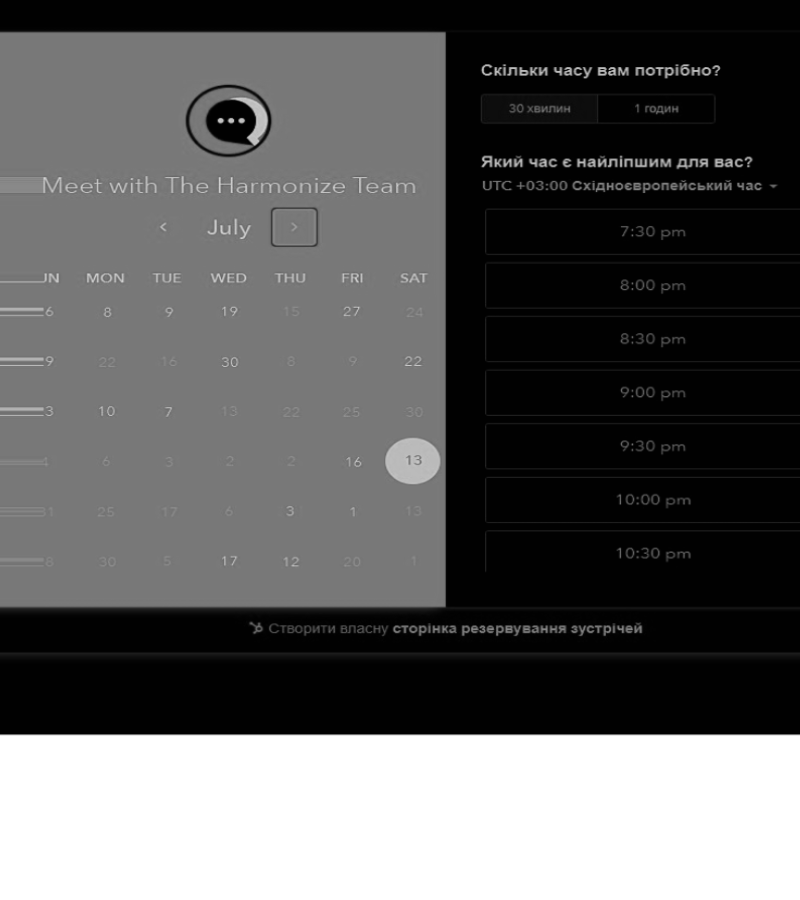 Meet with The Harmonize Team
July
MON TUE WED THU FRI SAT
6 8 9 19 15 27 24
9 22 16 30 8 9 22
3 10 7 13 22 25 30
6 3 2 2 16 13
25 17 6 3 1 13
8 30 5 17 12 20 1
Скільки часу вам потрібно?
30 хвилин 1 годин
Який час є найліпшим для вас?
UTC +03:00 Східноєвропейський час
7:30 pm
8:00 pm
8:30 pm
9:00 pm
9:30 pm
10:00 pm
10:30 pm
Створити власну сторінка резервування зустрічей